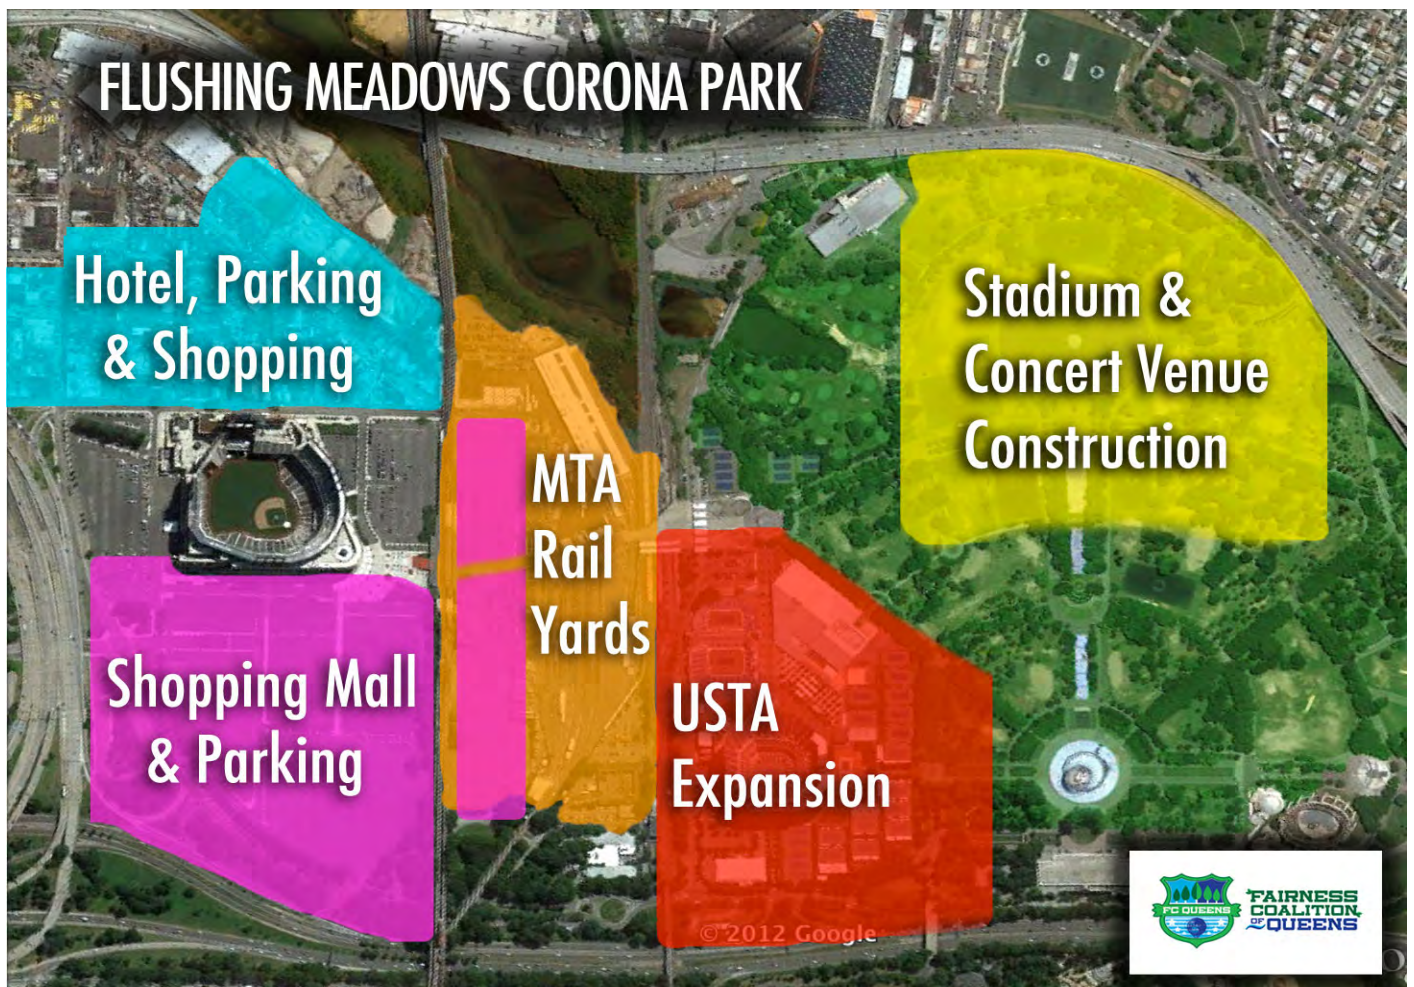 FLUSHING MEADOWS CORONA PARK
Hotel, Parking
& Shopping
Stadium &
Concert Venue
Construction
MTA
Rail
Yards
Shopping Mall
& Parking
USTA
Expansion
© 2012 Google
FC QUEENS
FAIRNESS
COALITION
OF QUEENS